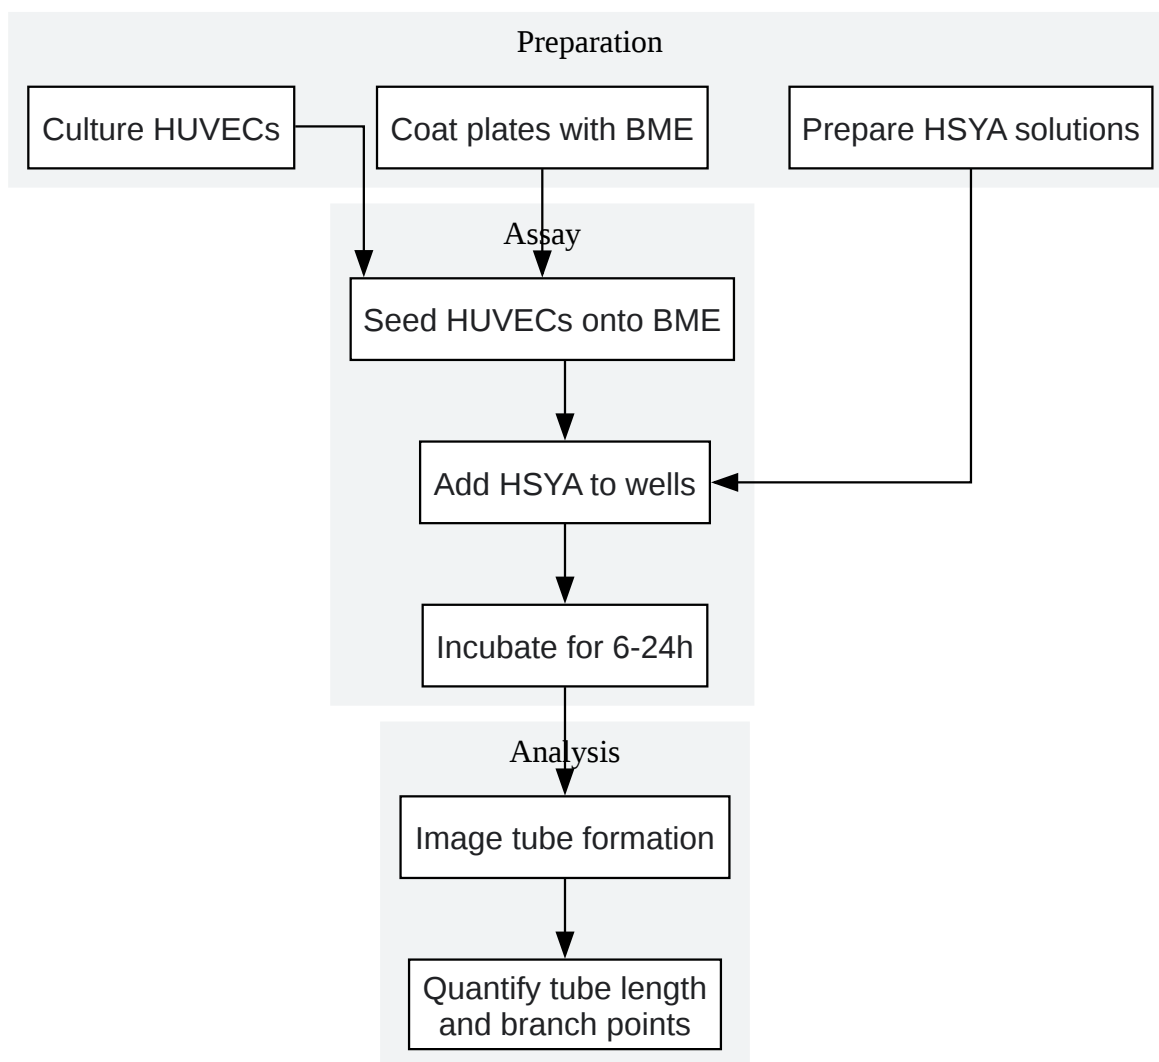 Preparation
Culture HUVECs
Coat plates with BME
Prepare HSYA solutions
Assay
Seed HUVECs onto BME
Add HSYA to wells
Incubate for 6-24h
Analysis
Image tube formation
Quantify tube length
and branch points